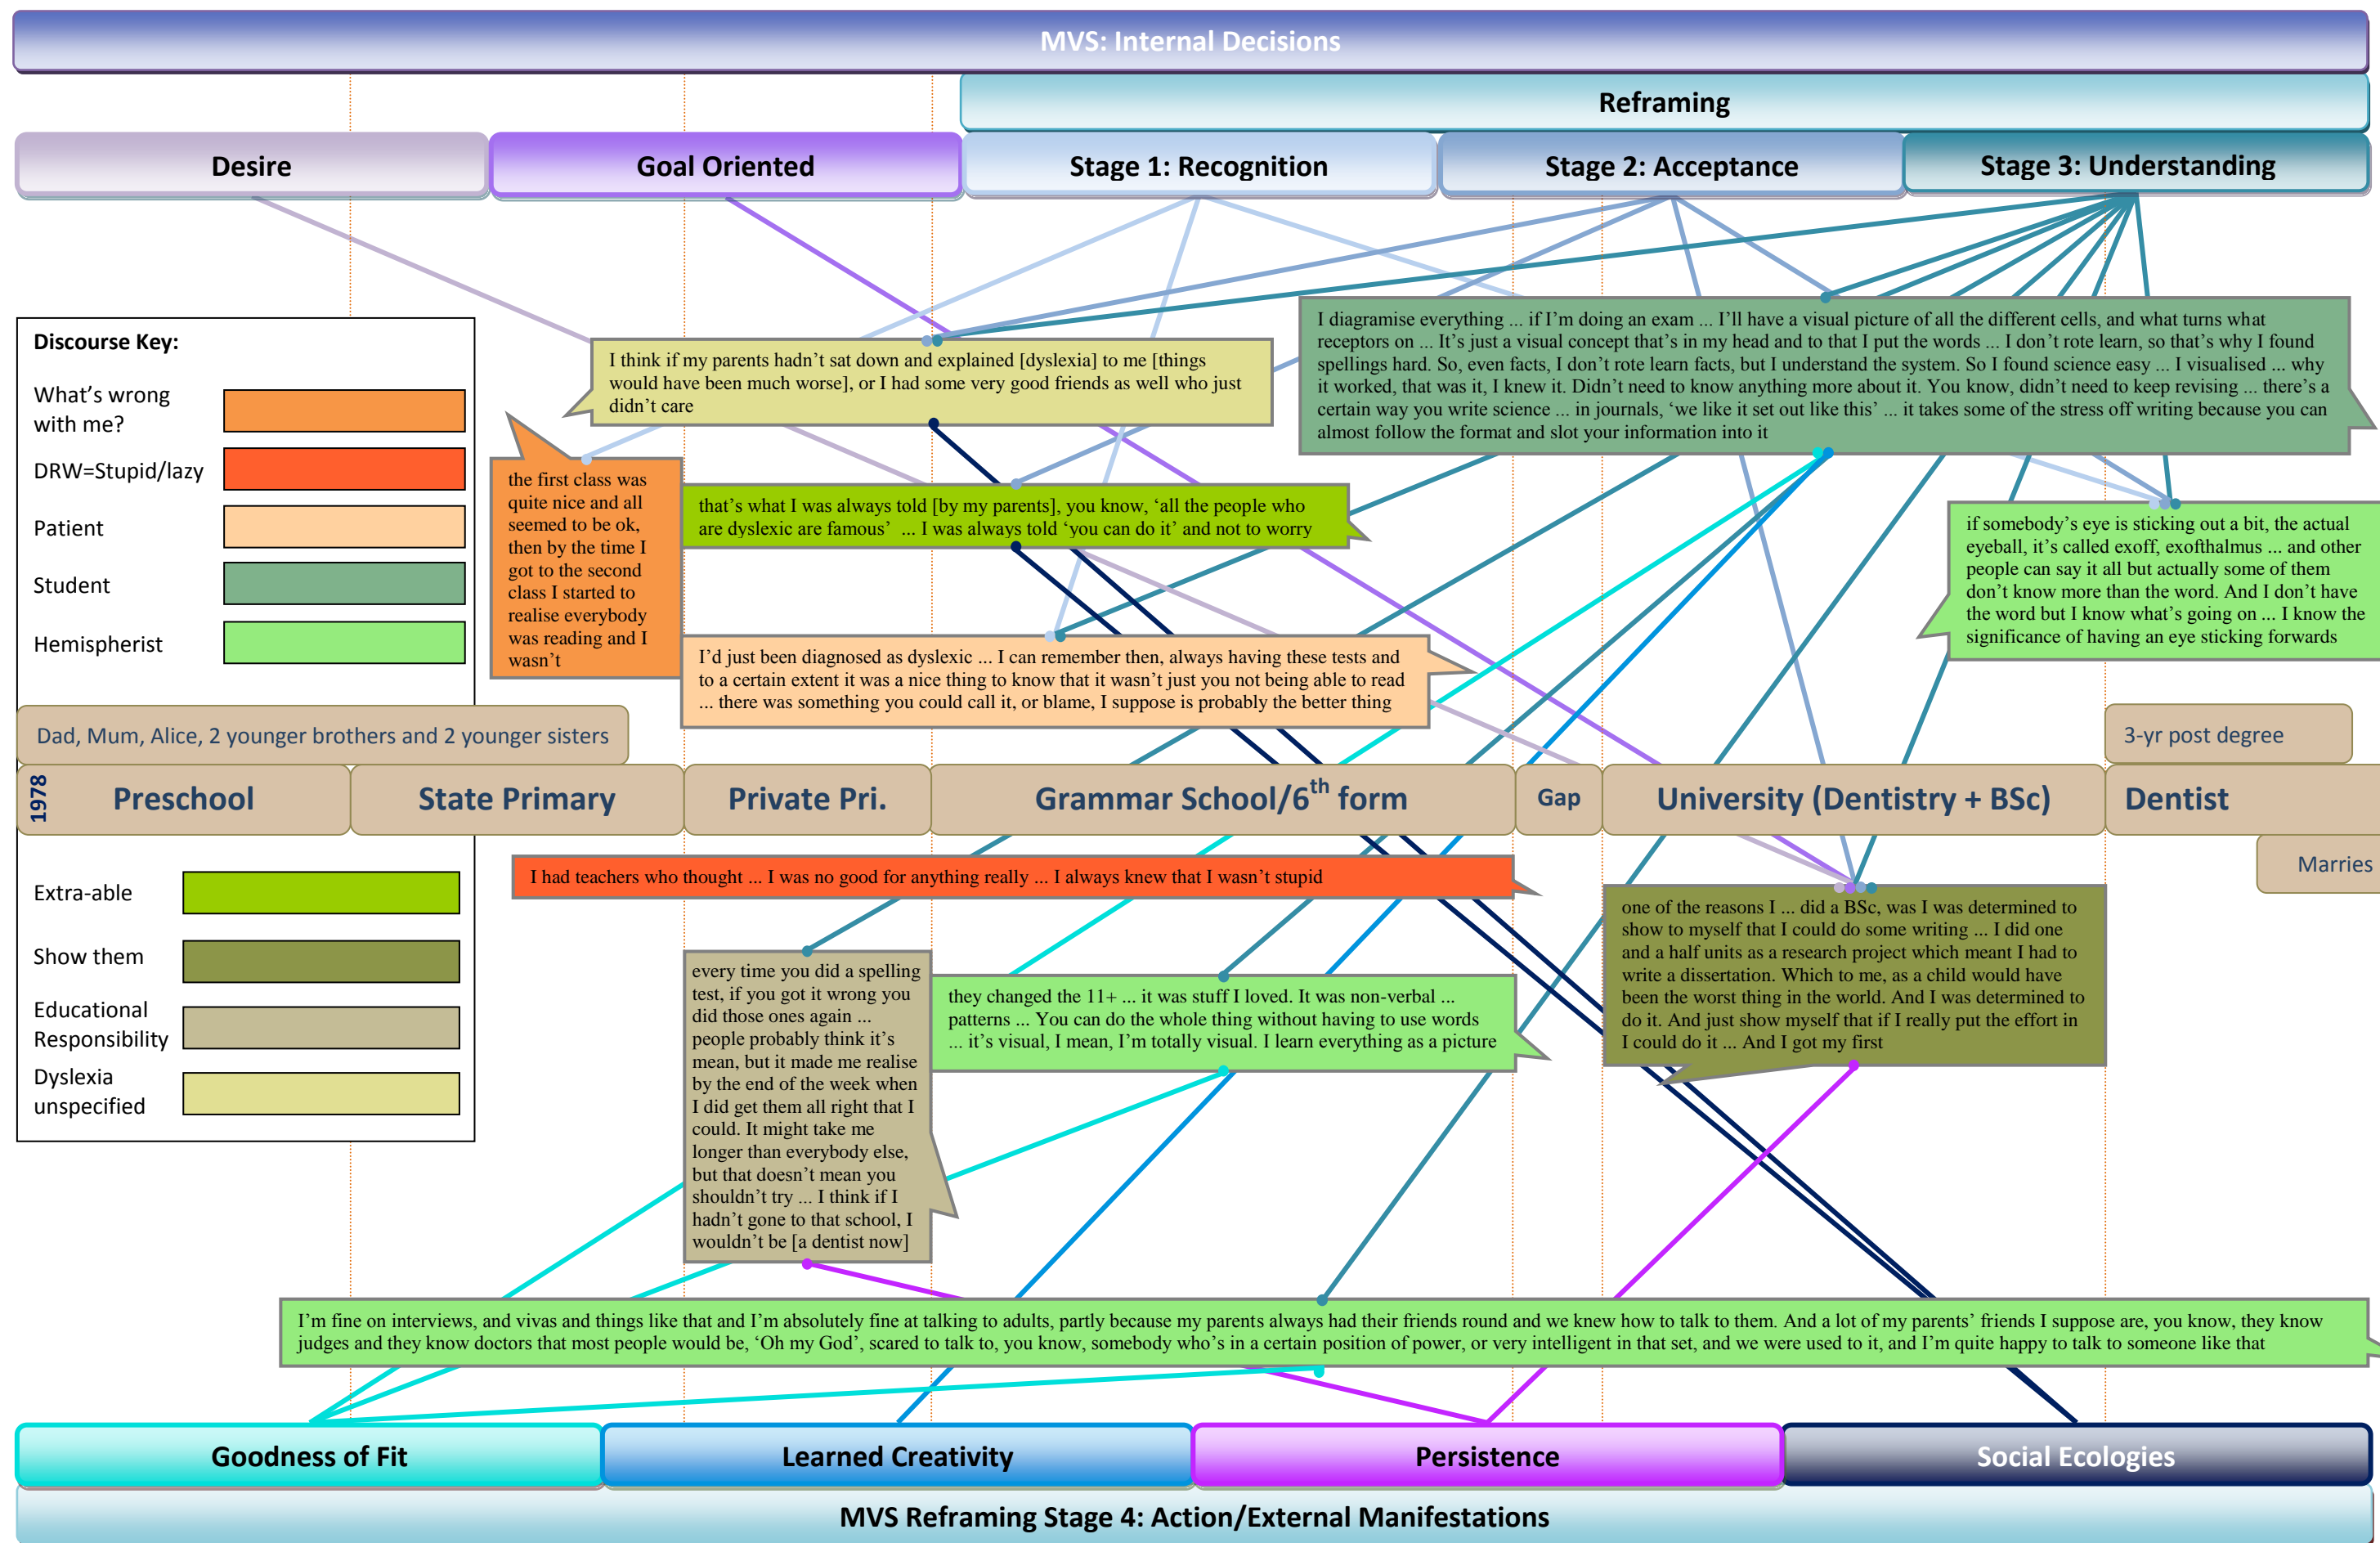 MVS: Internal Decisions
Reframing
Desire
Goal Oriented
Stage 1: Recognition
Stage 2: Acceptance
Stage 3: Understanding
Discourse Key:
What's wrong
with me?
DRW=Stupid/lazy
Patient
Student
Hemispherist
I think if my parents hadn't sat down and explained [dyslexia] to me [things
would have been much worse], or I had some very good friends as well who just
didn't care
I diagramise everything ... if I'm doing an exam ... I'll have a visual picture of all the different cells, and what turns what
receptors on ... It's just a visual concept that's in my head and to that I put the words ... I don't rote learn, so that's why I found
spellings hard. So, even facts, I don't rote learn facts, but I understand the system. So I found science easy ... I visualised ... why
it worked, that was it, I knew it. Didn't need to know anything more about it. You know, didn't need to keep revising ... there's a
certain way you write science ... in journals, 'we like it set out like this' ... it takes some of the stress off writing because you can
almost follow the format and slot your information into it
the first class was
quite nice and all
seemed to be ok,
then by the time I
got to the second
class I started to
realise everybody
was reading and I
wasn't
that's what I was always told [by my parents], you know, 'all the people who
are dyslexic are famous' ... I was always told 'you can do it' and not to worry
if somebody's eye is sticking out a bit, the actual
eyeball, it's called exoff, exofthalmus ... and other
people can say it all but actually some of them
don't know more than the word. And I don't have
the word but I know what's going on ... I know the
significance of having an eye sticking forwards
I'd just been diagnosed as dyslexic ... I can remember then, always having these tests and
to a certain extent it was a nice thing to know that it wasn't just you not being able to read
... there was something you could call it, or blame, I suppose is probably the better thing
Dad, Mum, Alice, 2 younger brothers and 2 younger sisters
3-yr post degree
1978
Preschool
State Primary
Private Pri.
Grammar School/6th form
Gap
University (Dentistry + BSc)
Dentist
Marries
Extra-able
Show them
Educational
Responsibility
Dyslexia
unspecified
I had teachers who thought ... I was no good for anything really ... I always knew that I wasn't stupid
every time you did a spelling
test, if you got it wrong you
did those ones again ...
people probably think it's
mean, but it made me realise
by the end of the week when
I did get them all right that I
could. It might take me
longer than everybody else,
but that doesn't mean you
shouldn't try ... I think if I
hadn't gone to that school, I
wouldn't be [a dentist now]
they changed the 11+ ... it was stuff I loved. It was non-verbal ...
patterns ... You can do the whole thing without having to use words
... it's visual, I mean, I'm totally visual. I learn everything as a picture
one of the reasons I ... did a BSc, was I was determined to
show to myself that I could do some writing ... I did one
and a half units as a research project which meant I had to
write a dissertation. Which to me, as a child would have
been the worst thing in the world. And I was determined to
do it. And just show myself that if I really put the effort in
I could do it ... And I got my first
I'm fine on interviews, and vivas and things like that and I'm absolutely fine at talking to adults, partly because my parents always had their friends round and we knew how to talk to them. And a lot of my parents' friends I suppose are, you know, they know
judges and they know doctors that most people would be, 'Oh my God', scared to talk to, you know, somebody who's in a certain position of power, or very intelligent in that set, and we were used to it, and I'm quite happy to talk to someone like that
Goodness of Fit
Learned Creativity
Persistence
Social Ecologies
MVS Reframing Stage 4: Action/External Manifestations